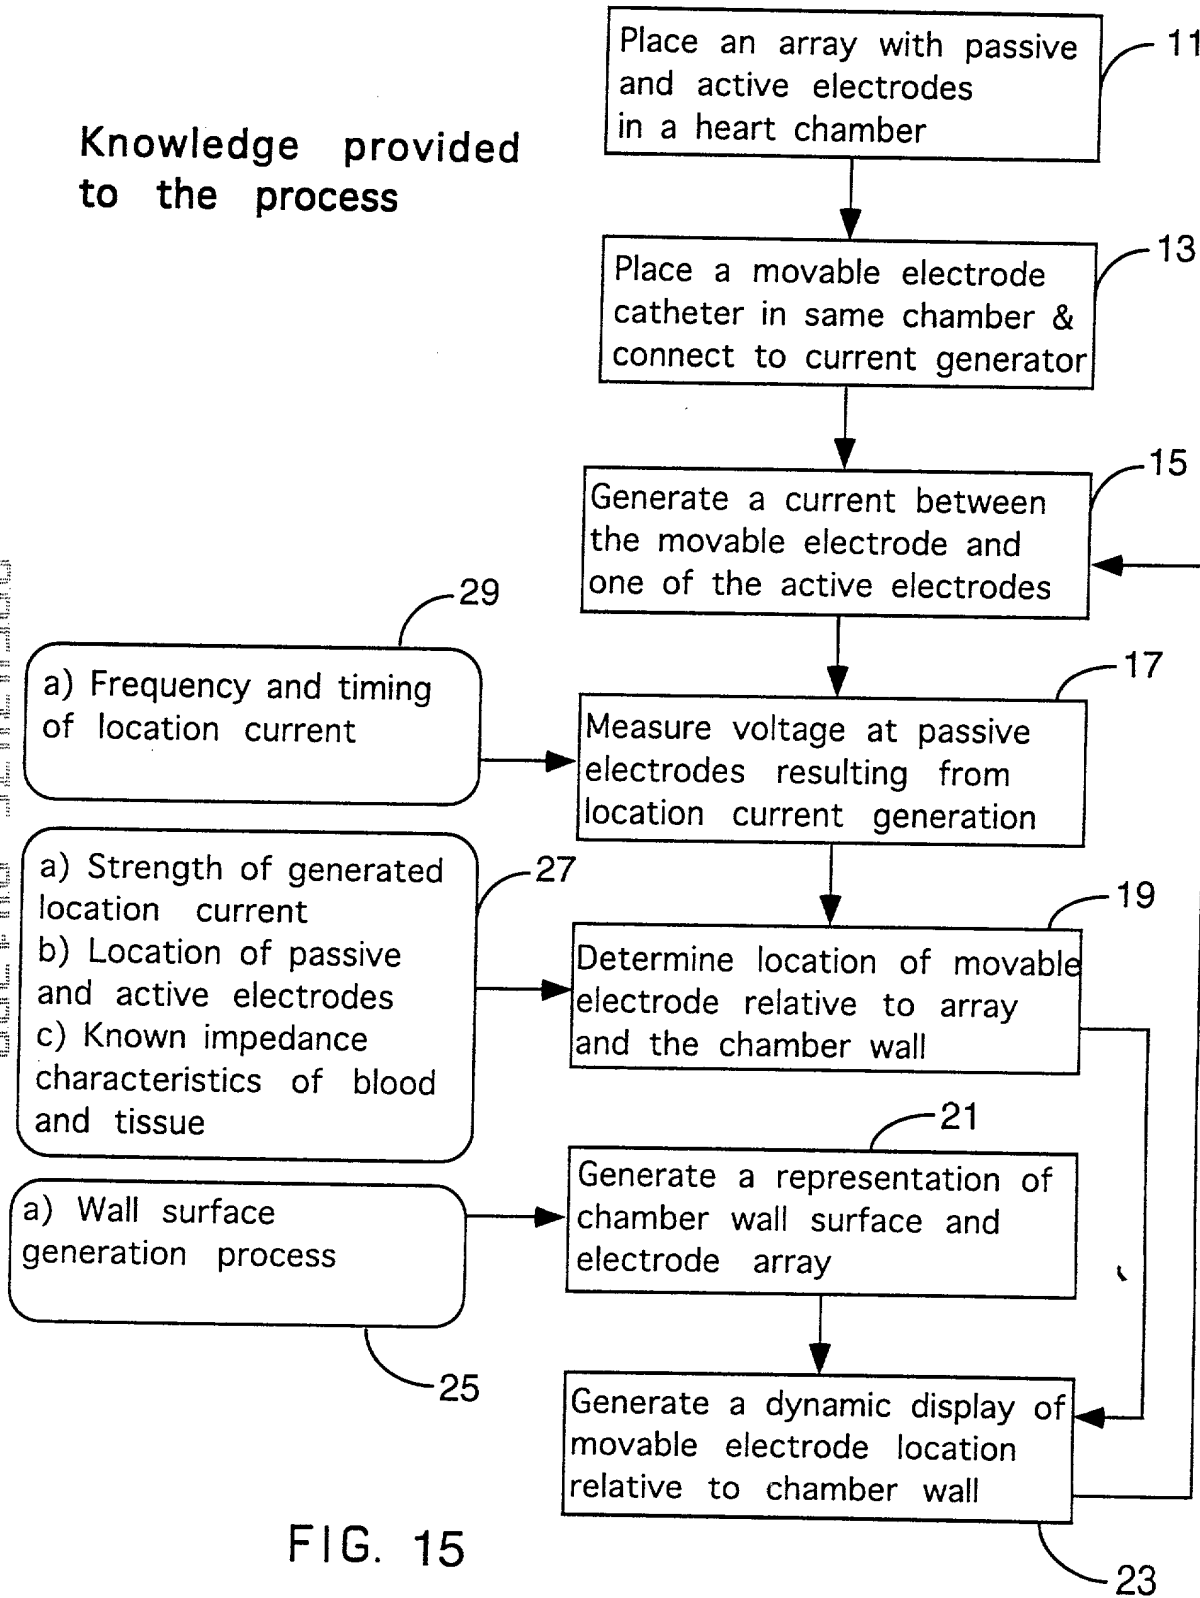 Place an array with passive
and active electrodes
in a heart chamber
11
Knowledge provided
to the process
Place a movable electrode
catheter in same chamber &
connect to current generator
13
Generate a current between
the movable electrode and
one of the active electrodes
15
29
a) Frequency and timing
of location current
Measure voltage at passive
electrodes resulting from
location current generation
17
a) Strength of generated
location current
b) Location of passive
and active electrodes
c) Known impedance
characteristics of blood
and tissue
27
Determine location of movable
electrode relative to array
and the chamber wall
19
a) Wall surface
generation process
25
Generate a representation of
chamber wall surface and
electrode array
21
Generate a dynamic display of
movable electrode location
relative to chamber wall
23
FIG. 15